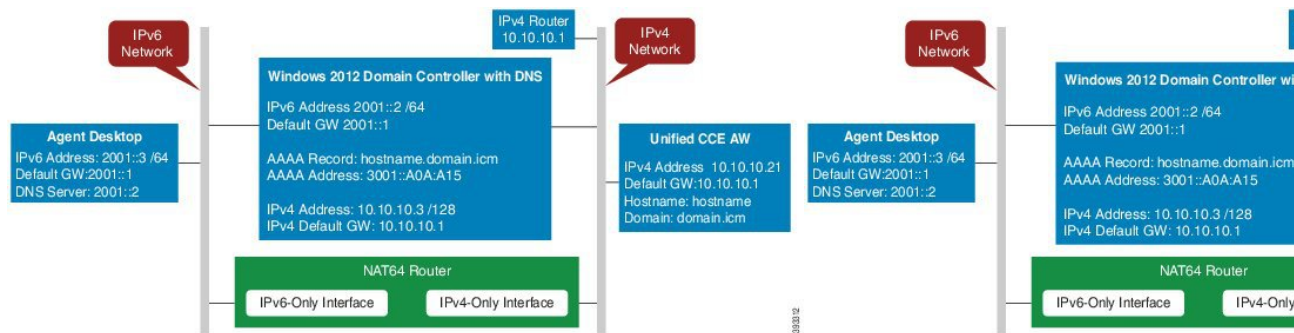 IPv6
Network
IPv4 Router
10.10.10.1
IPv4
Network
Windows 2012 Domain Controller with DNS
IPv6 Address 2001::2 /64
Default GW 2001::1
AAAA Record: hostname.domain.icm
AAAA Address: 3001::A0A:A15
IPv4 Address: 10.10.10.3 /128
IPv4 Default GW: 10.10.10.1
Agent Desktop
IPv6 Address: 2001::3 /64
Default GW:2001::1
DNS Server: 2001::2
Unified CCE AW
IPv4 Address 10.10.10.21
Default GW:10.10.10.1
Hostname: hostname
Domain: domain.icm
NAT64 Router
IPv6-Only Interface
IPv4-Only Interface
393312
IPv6
Network
Windows 2012 Domain Controller wi
IPv6 Address 2001::2 /64
Default GW 2001::1
AAAA Record: hostname.domain.icm
AAAA Address: 3001::A0A:A15
IPv4 Address: 10.10.10.3 /128
IPv4 Default GW: 10.10.10.1
Agent Desktop
IPv6 Address: 2001::3 /64
Default GW:2001::1
DNS Server: 2001::2
NAT64 Router
IPv6-Only Interface
IPv4-Only